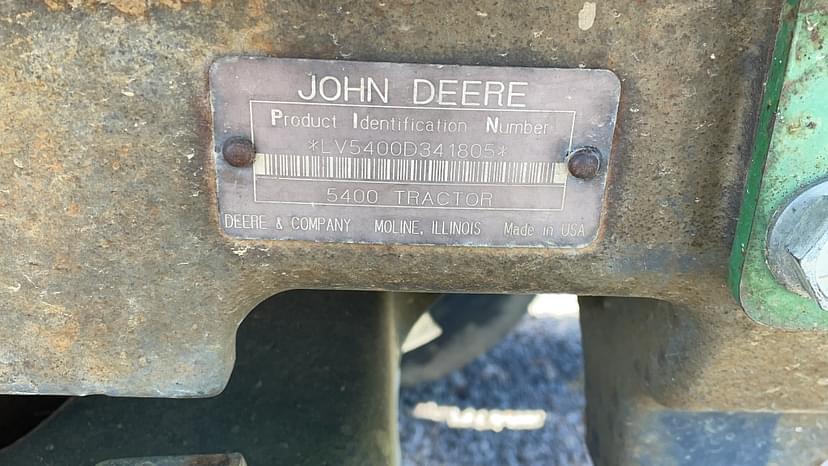 JOHN DEERE
Product Identification Number
*LV5400D341805*
5400 TRACTOR
DEERE & COMPANY MOLINE, ILLINOIS Made in USA